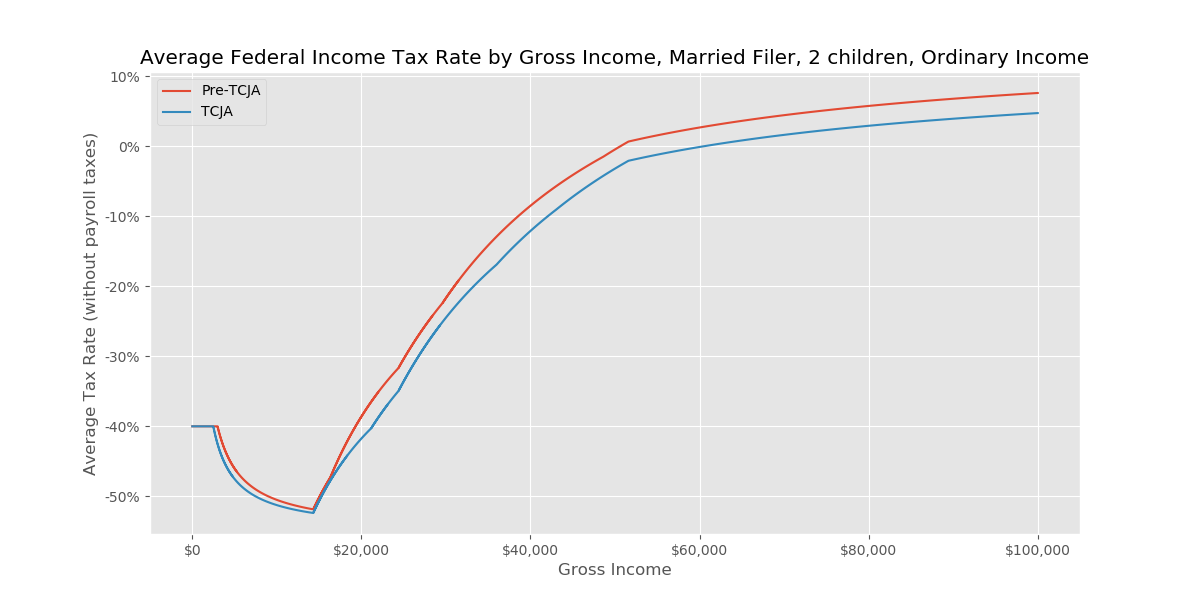 Average Federal Income Tax Rate by Gross Income, Married Filer, 2 children, Ordinary Income
Pre-TCJA
TCJA
Average Tax Rate (without payroll taxes)
10%
0%
-10%
-20%
-30%
-40%
-50%
$0
$20,000
$40,000
$60,000
$80,000
$100,000
Gross Income